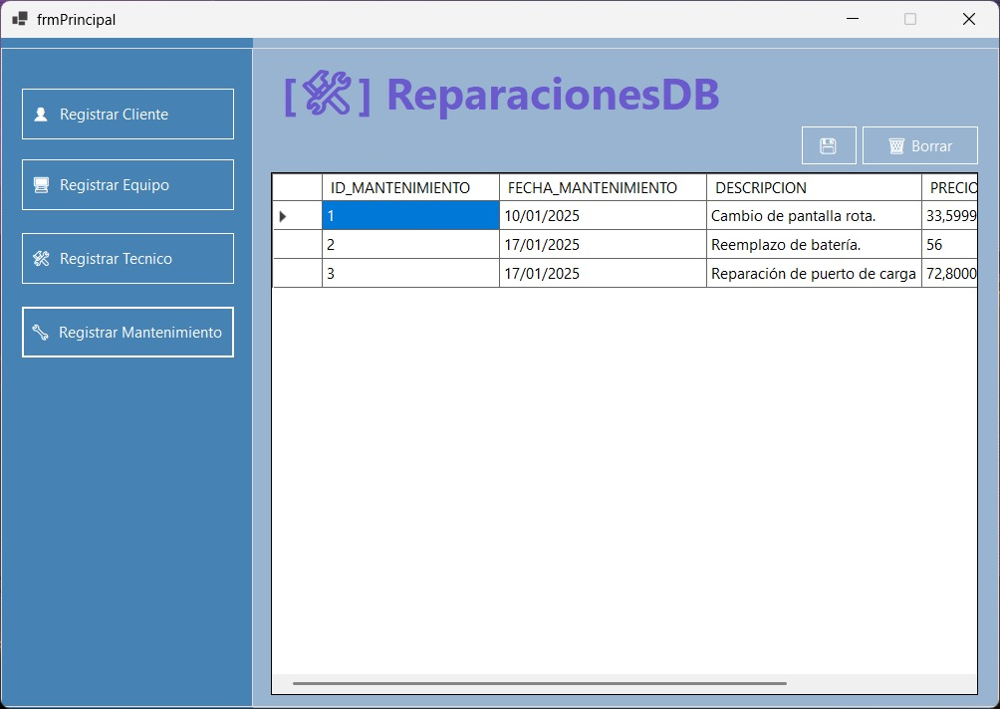 frmPrincipal
Registrar Cliente
Registrar Equipo
Registrar Tecnico
Registrar Mantenimiento
[🛠] ReparacionesDB
Borrar
ID_MANTENIMIENTO FECHA_MANTENIMIENTO DESCRIPCION PRECIO
1 10/01/2025 Cambio de pantalla rota. 33,5999
2 17/01/2025 Reemplazo de batería. 56
3 17/01/2025 Reparación de puerto de carga 72,8000